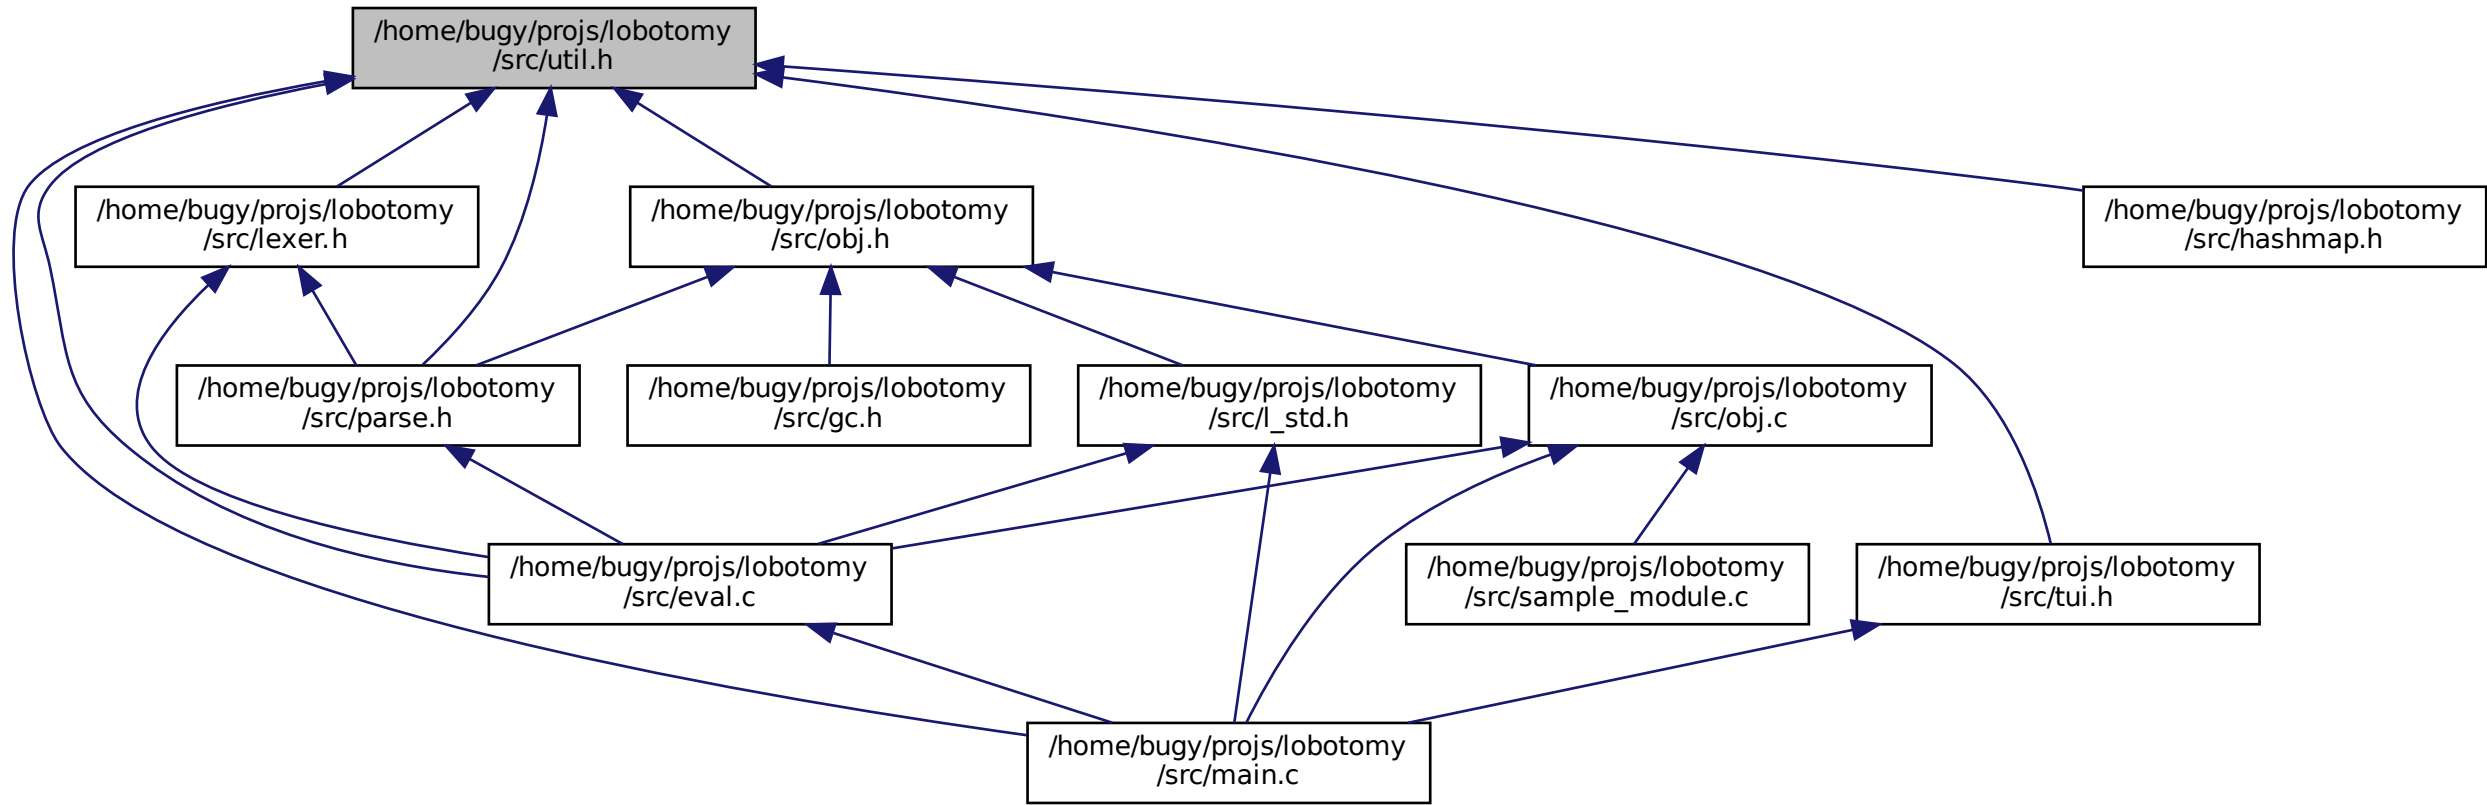 /home/bugy/projs/lobotomy
/src/util.h
/home/bugy/projs/lobotomy
/src/lexer.h
/home/bugy/projs/lobotomy
/src/obj.h
/home/bugy/projs/lobotomy
/src/hashmap.h
/home/bugy/projs/lobotomy
/src/parse.h
/home/bugy/projs/lobotomy
/src/gc.h
/home/bugy/projs/lobotomy
/src/l_std.h
/home/bugy/projs/lobotomy
/src/obj.c
/home/bugy/projs/lobotomy
/src/eval.c
/home/bugy/projs/lobotomy
/src/sample_module.c
/home/bugy/projs/lobotomy
/src/tui.h
/home/bugy/projs/lobotomy
/src/main.c